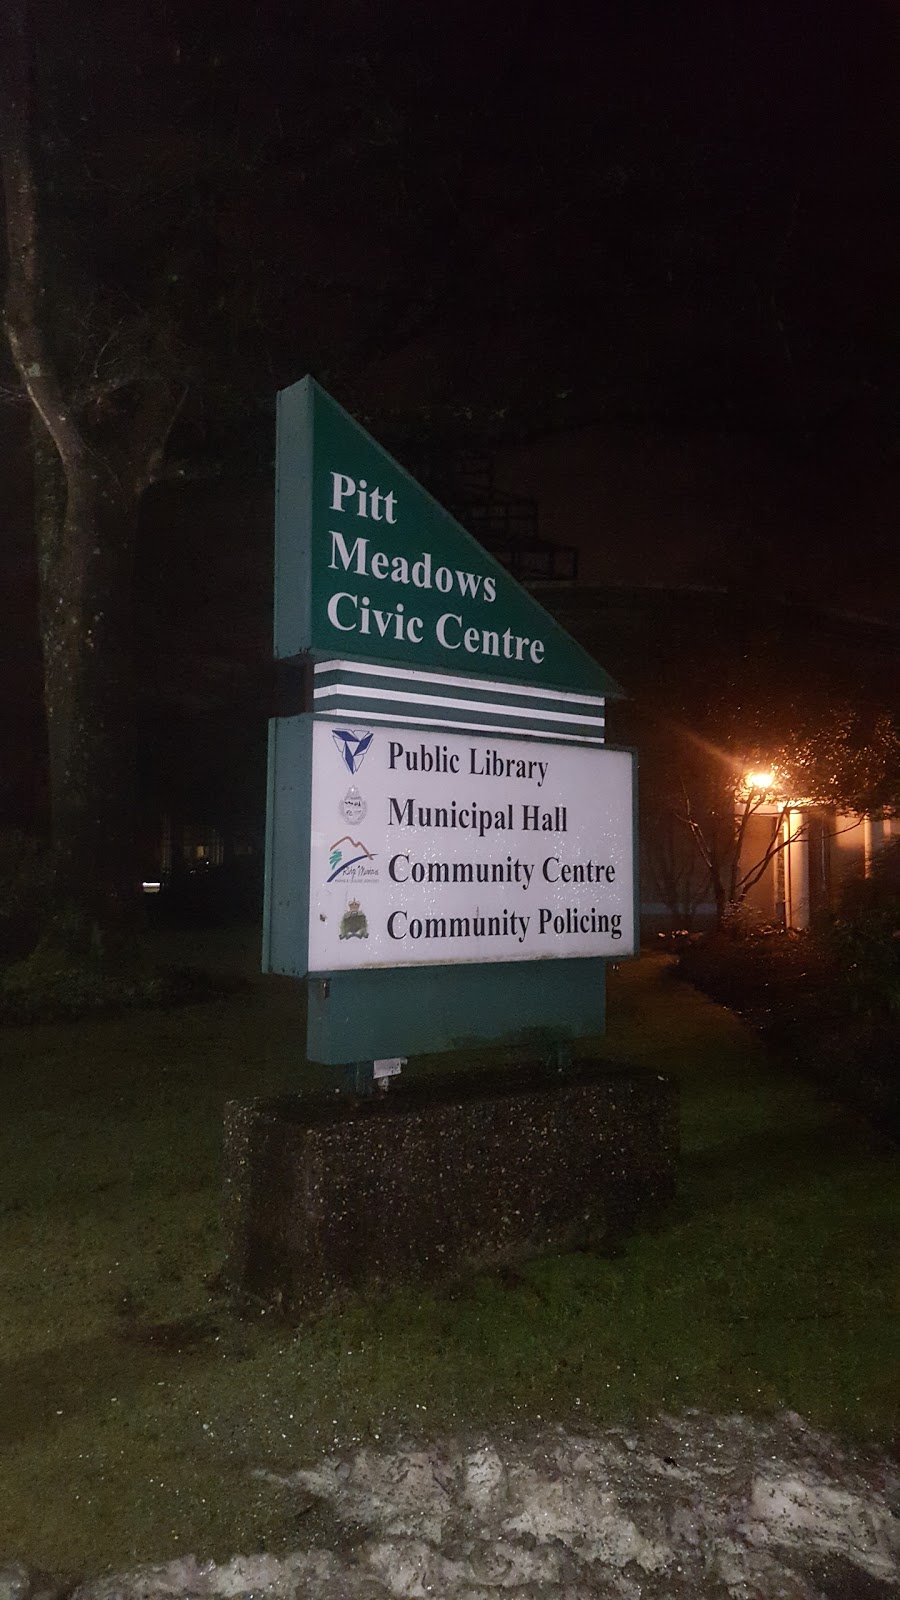 Pitt
Meadows
Civic Centre
Public Library
Municipal Hall
Community Centre
Community Policing